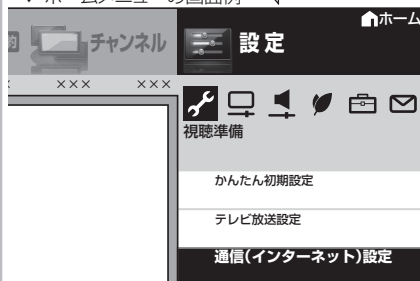 ホームメニューの画面例
ホーム
チャンネル
設定
××× ×××
視聴準備
かんたん初期設定
テレビ放送設定
通信(インターネット)設定